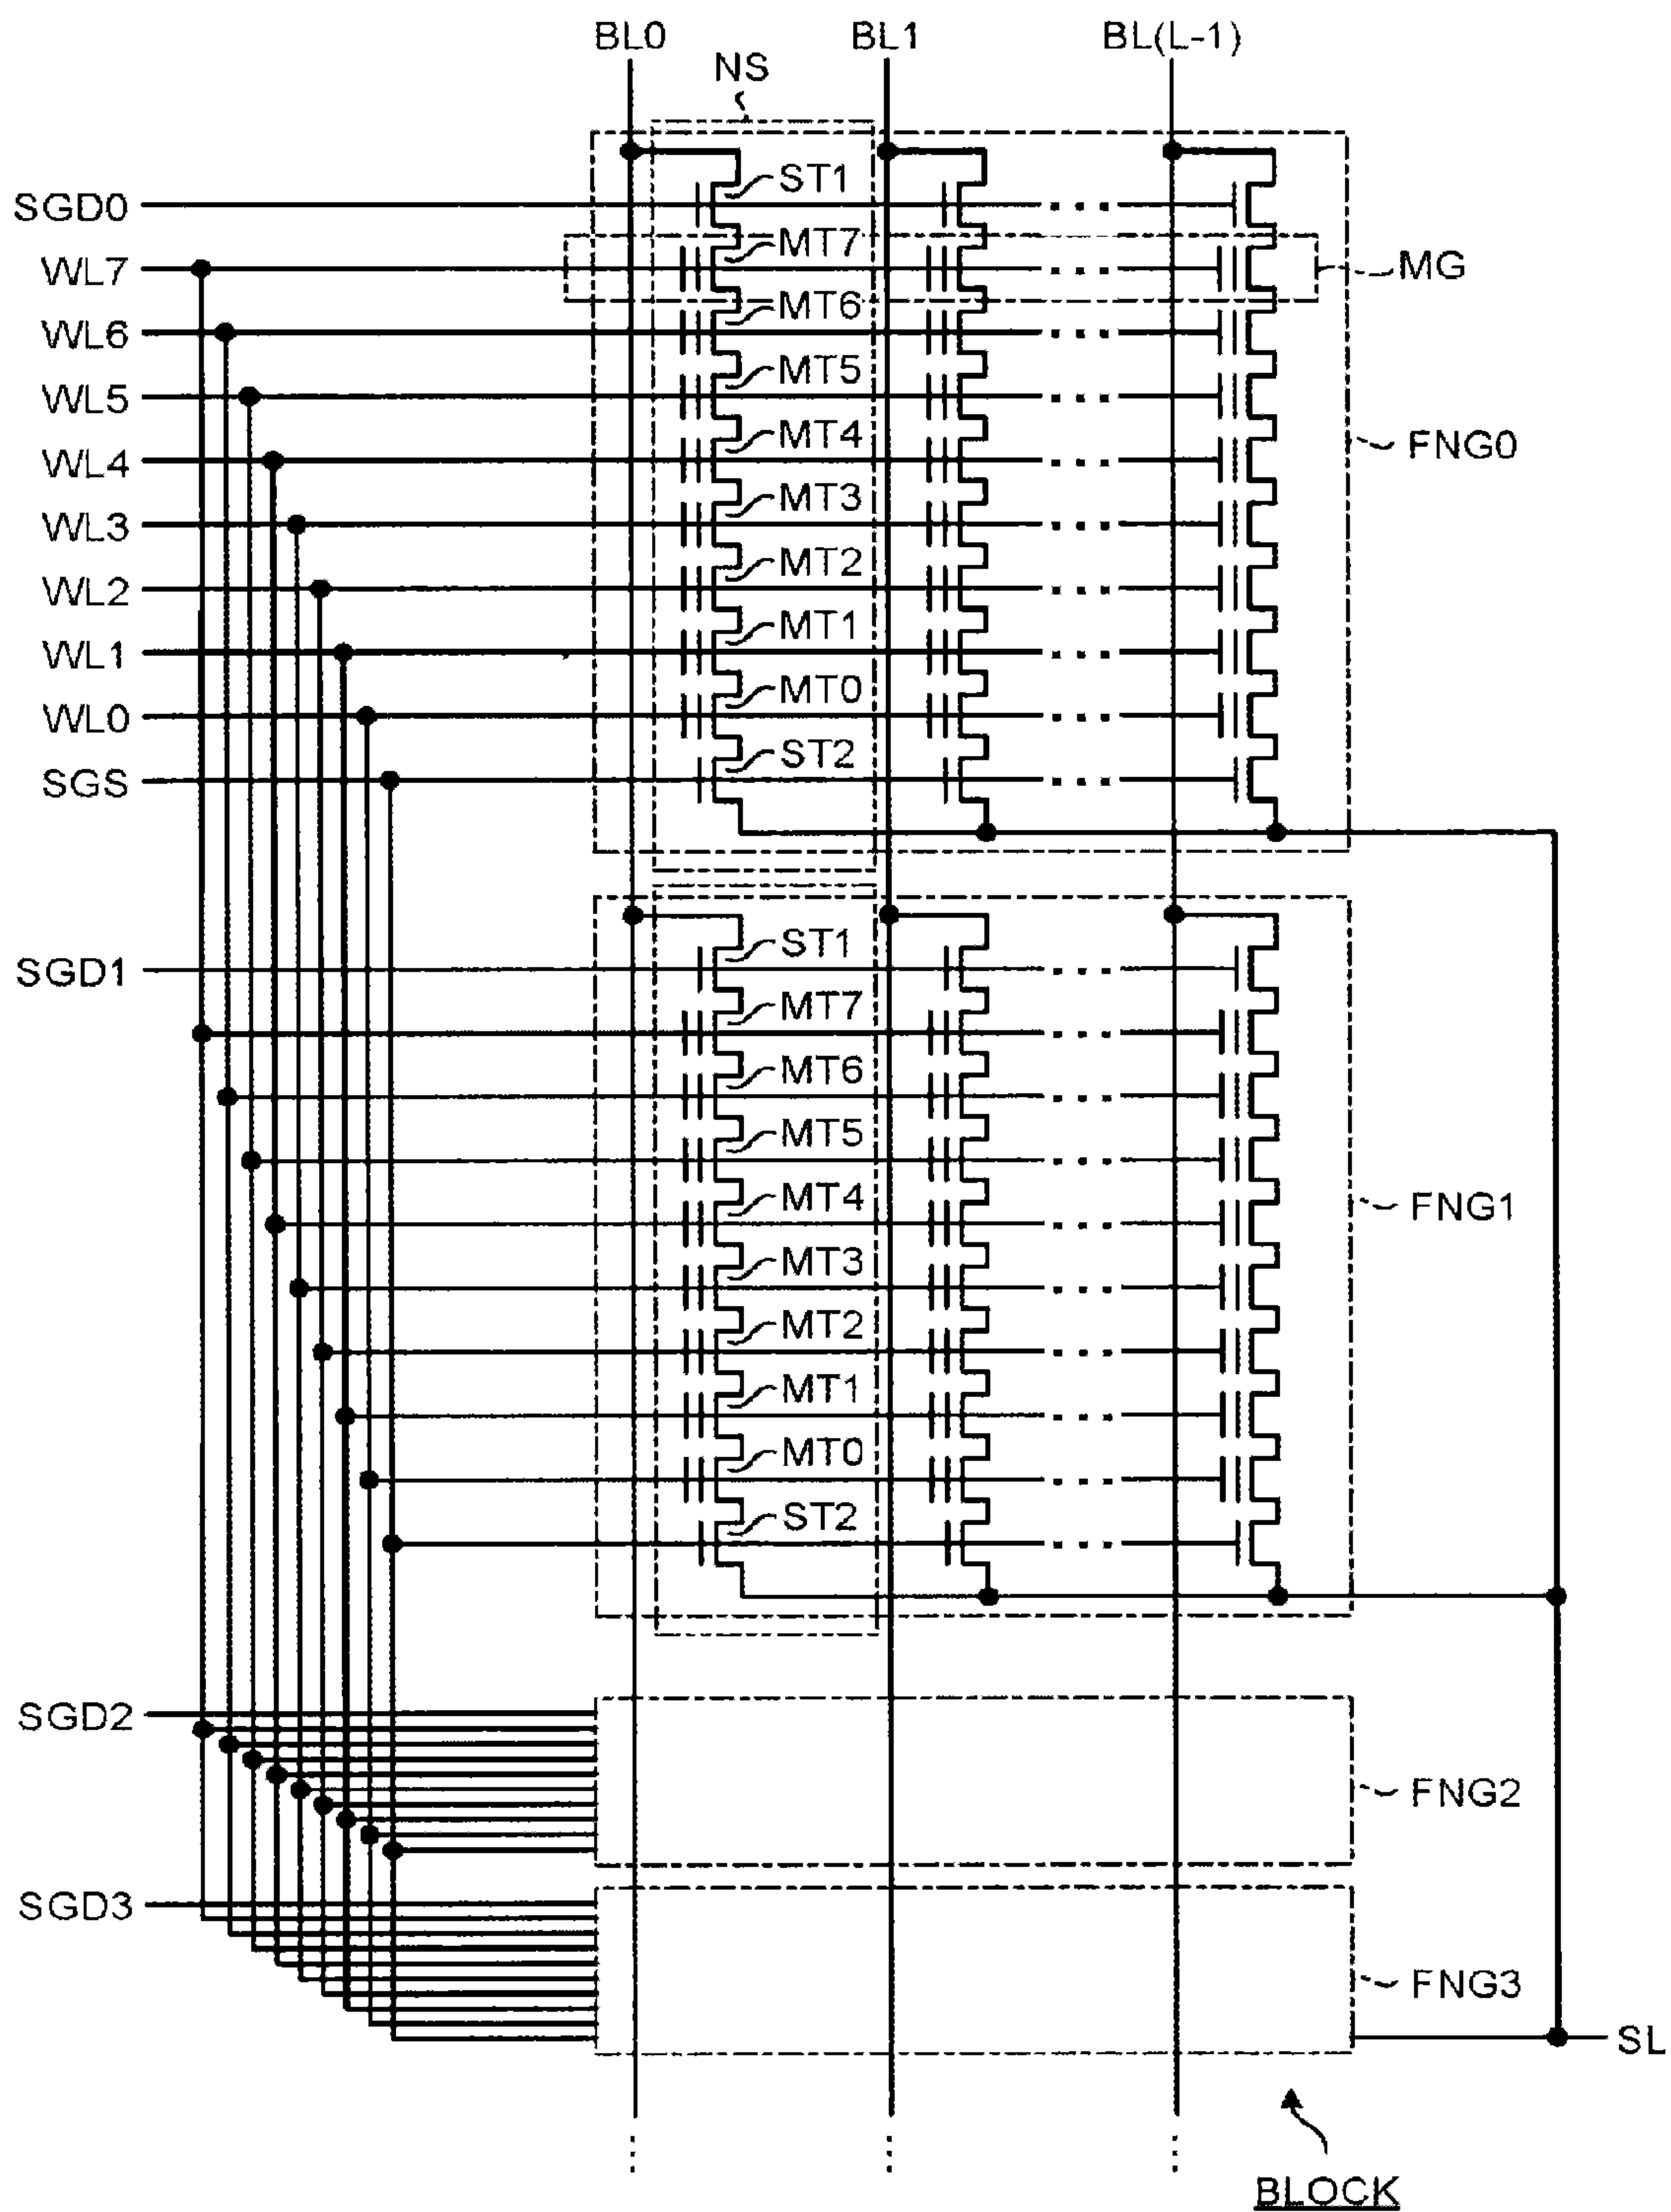 BL0 BL1 BL(L-1)
NS
ST1
SGD0
MT7
WL7 MG
MT6
WL6
MT5
WL5
MT4
WL4 FNG0
MT3
WL3
MT2
WL2
MT1
WL1
MT0
WL0
ST2
SGS
ST1
SGD1
MT7
MT6
MT5
MT4
FNG1
MT3
MT2
MT1
MT0
ST2
SGD2
FNG2
SGD3
FNG3
SL
BLOCK